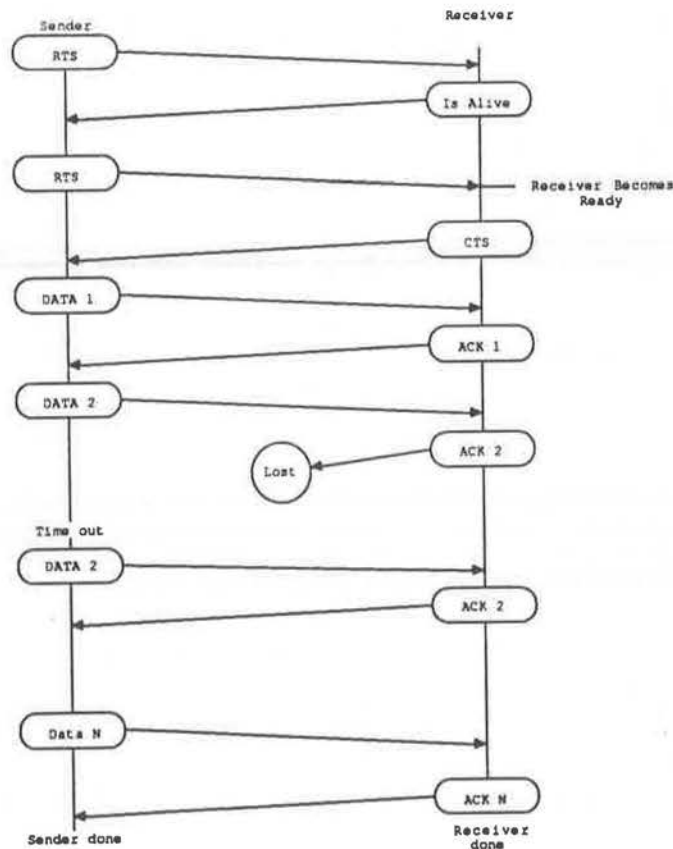 Sender
Receiver
RTS
Is Alive
RTS
Receiver Becomes
Ready
CTS
DATA 1
ACK 1
DATA 2
ACK 2
Lost
Time out
DATA 2
ACK 2
Data N
ACK N
Sender done
Receiver
done